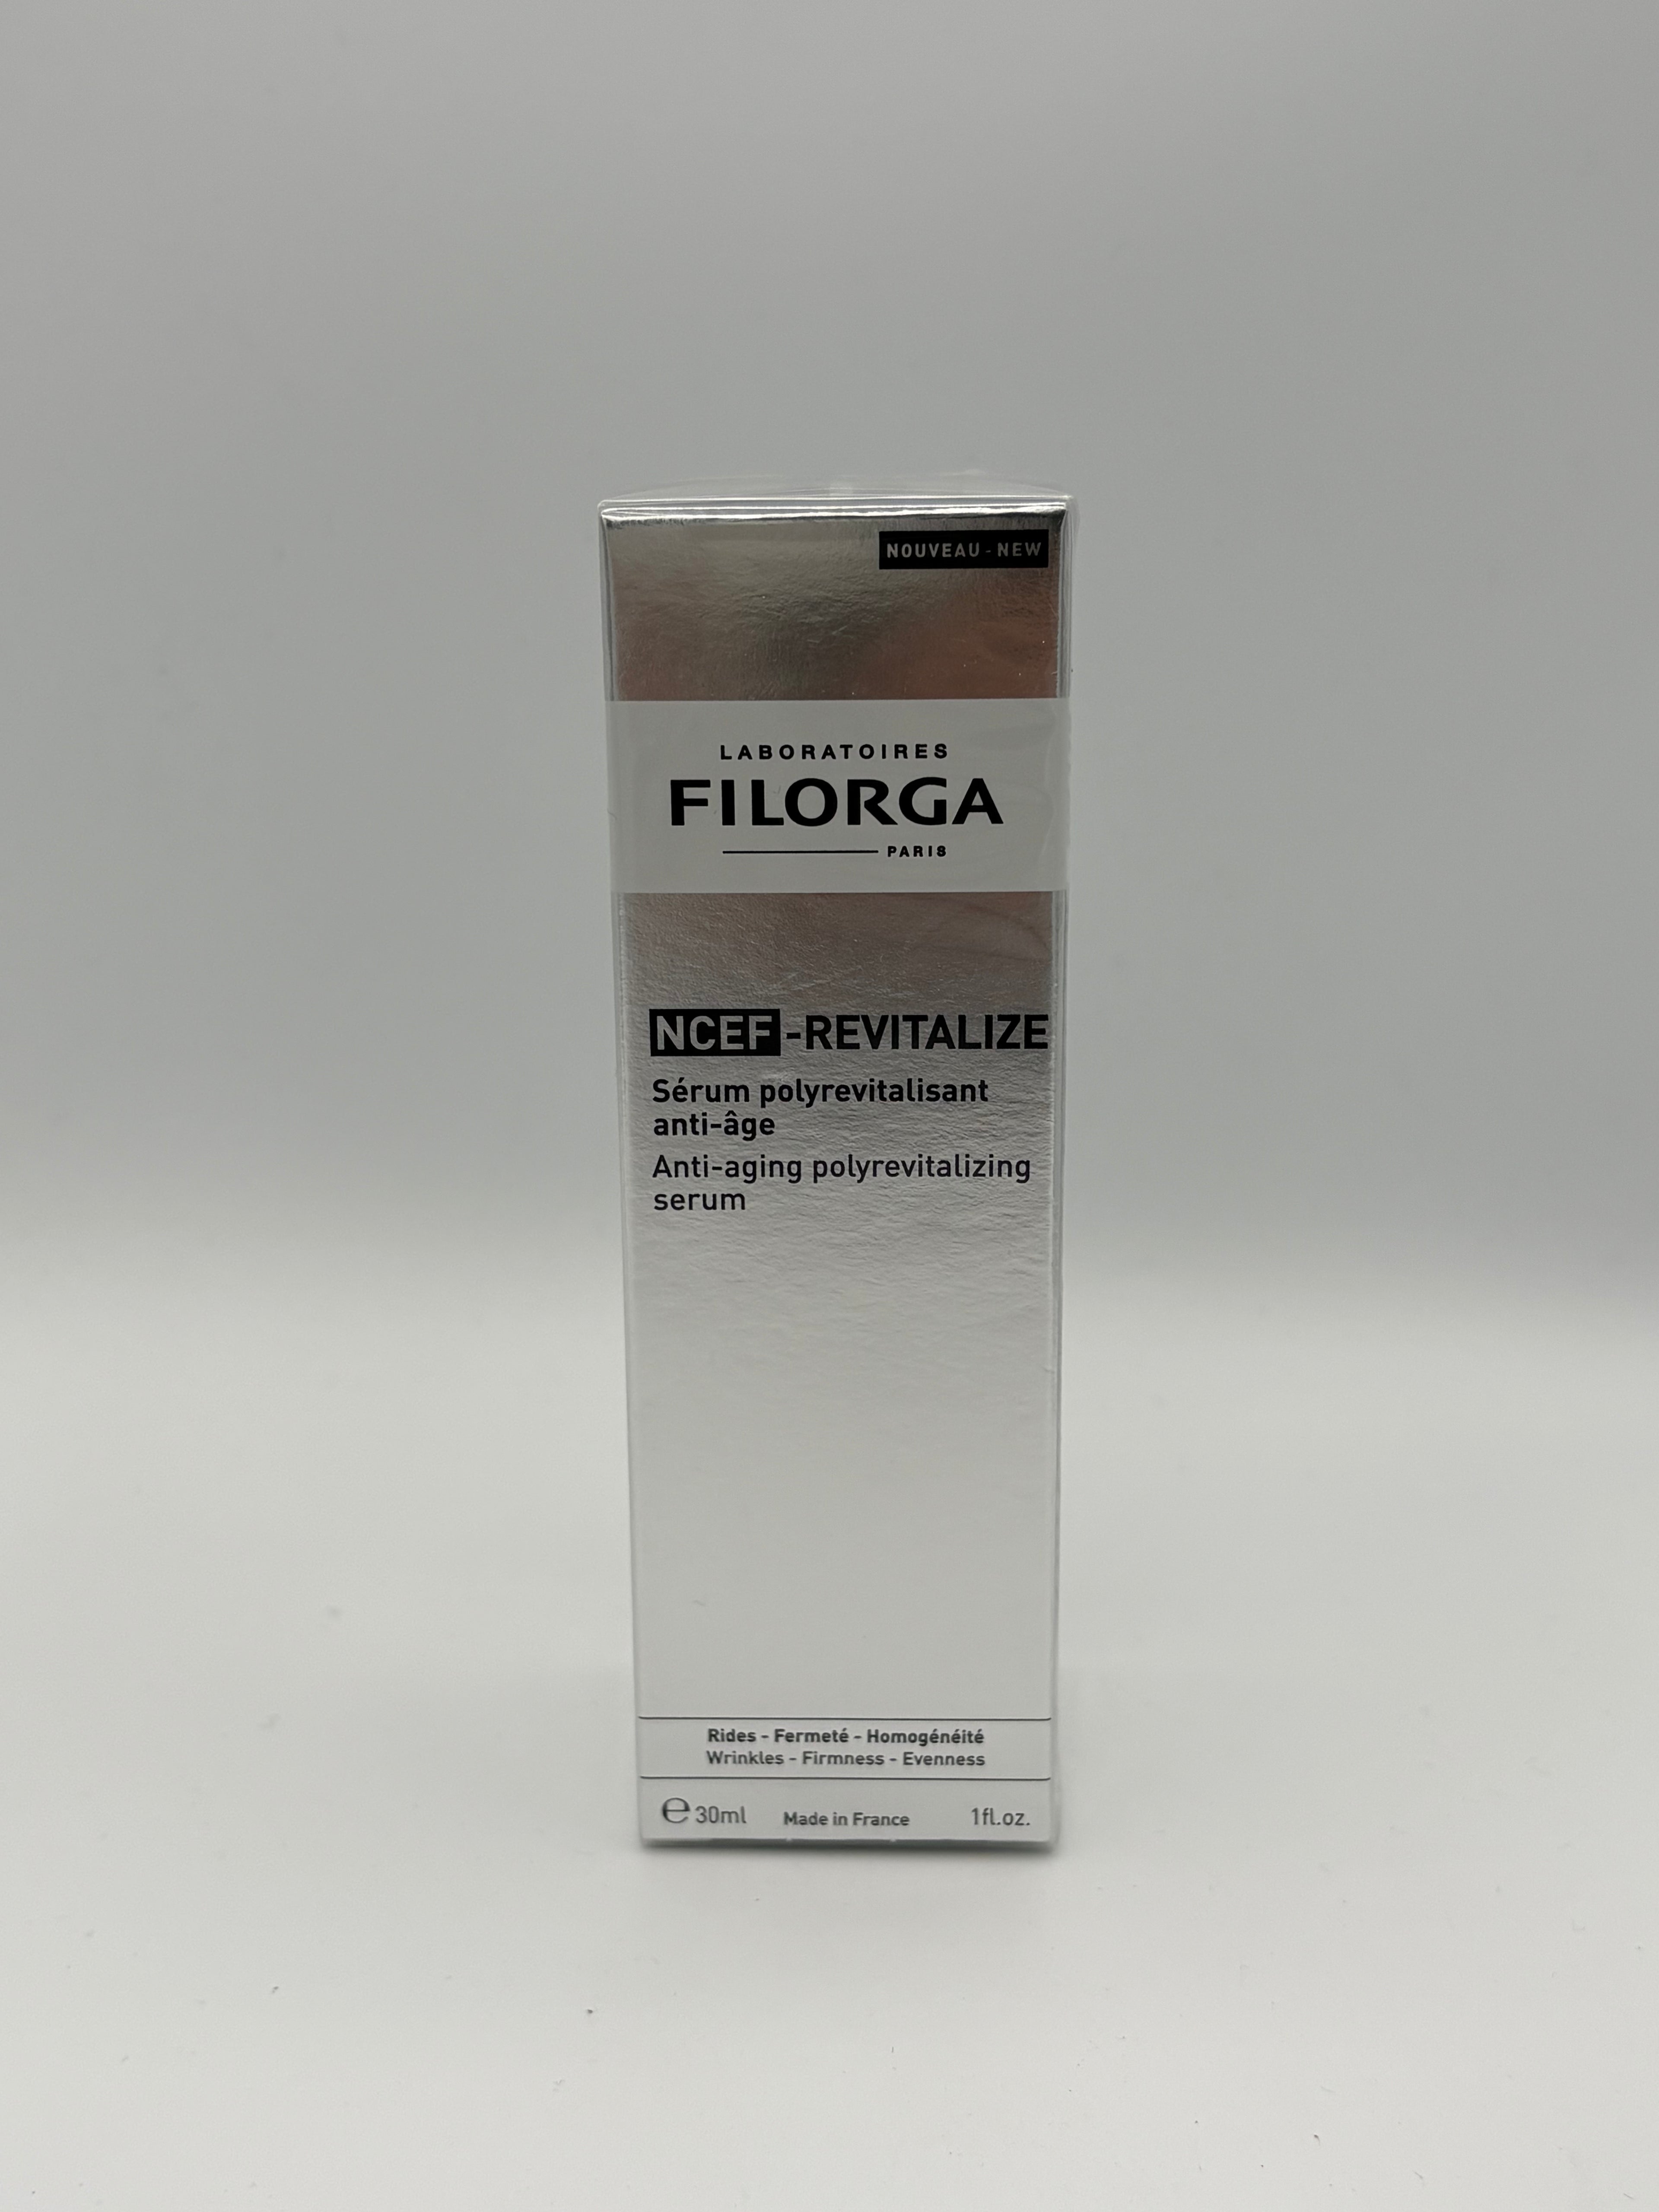 NOUVEAU - NEW
LABORATOIRES
FILORGA
PARIS
NCEF-REVITALIZE
Sérum polyrevitalisant
anti-âge
Anti-aging polyrevitalizing
serum
Rides - Fermeté - Homogénéité
Wrinkles - Firmness - Evenness
℮ 30ml Made in France 1fl.oz.